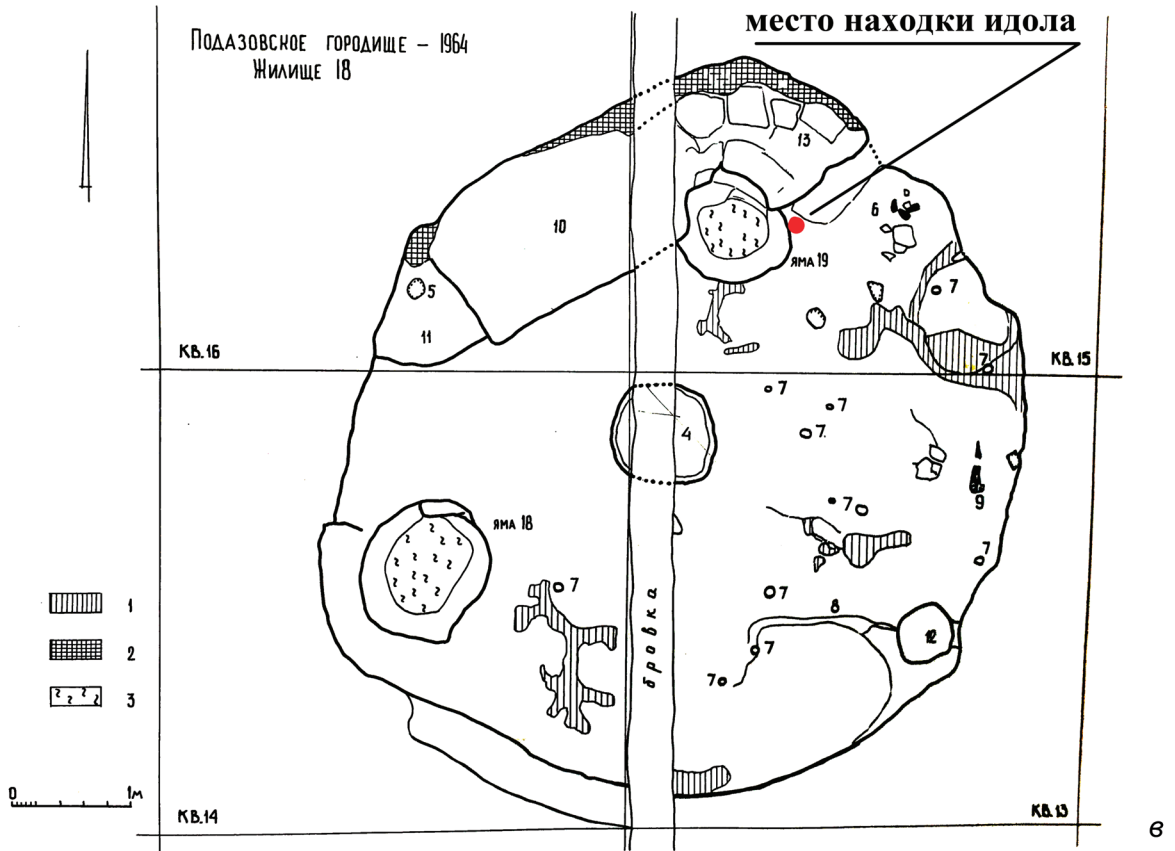 место находки идола
Подазовское городище – 1964
Жилище 18
13
6
10
яма 19
5
7
11
кв.16
7
кв.15
7
7
4
7.
9
яма 18
7
7
7
7
1
8
12
2
7
7
3
бровка
0
1м
кв.14
кв.13
в